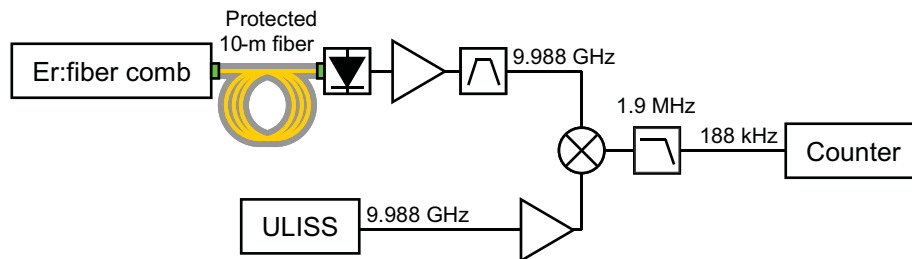 Protected
10-m fiber
Er:fiber comb
9.988 GHz
1.9 MHz
188 kHz
Counter
ULISS
9.988 GHz